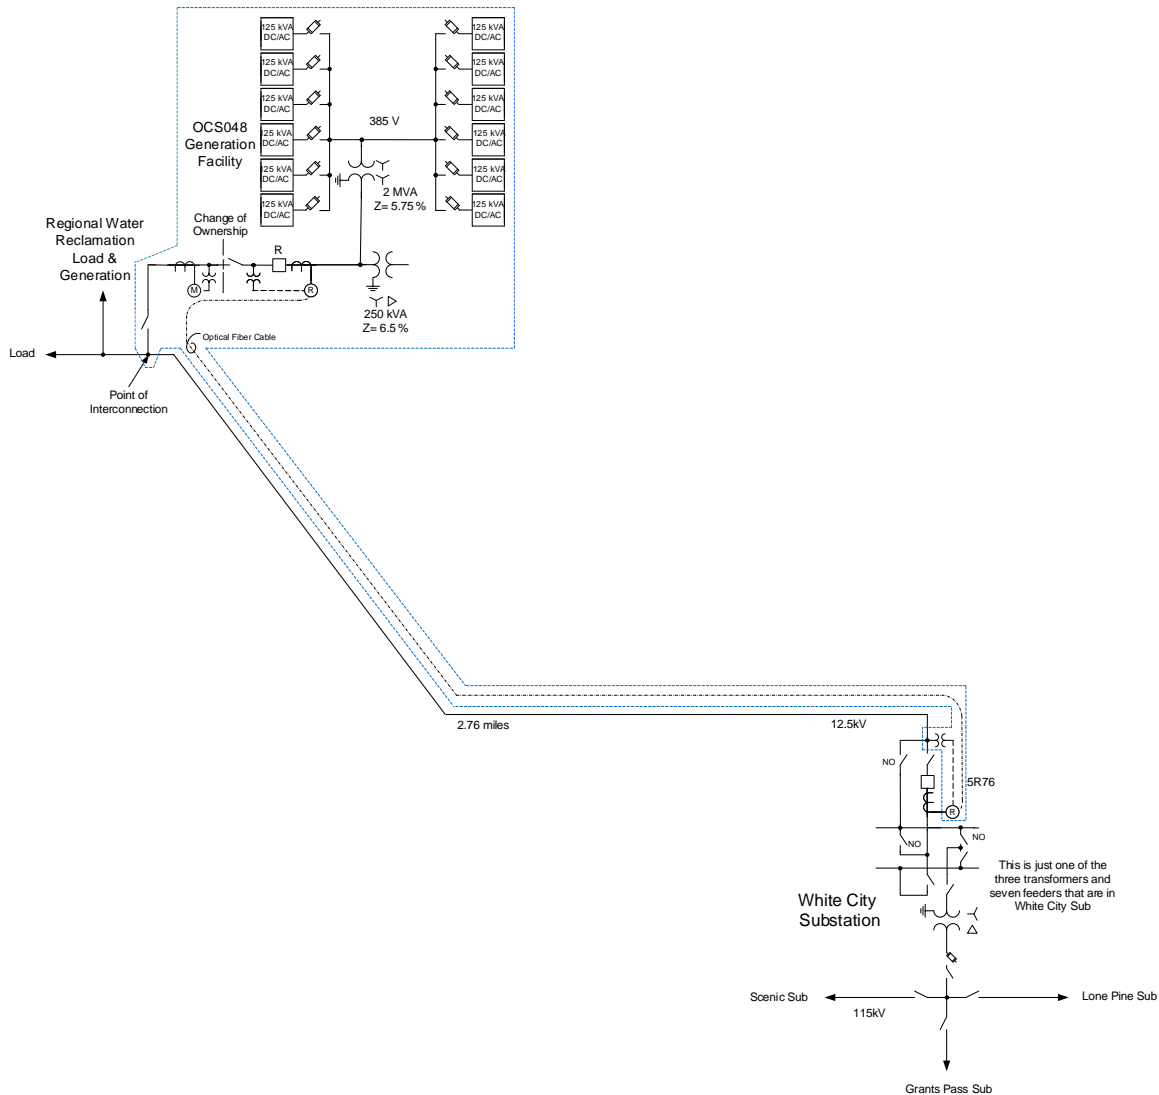 125 kVA
DC/AC
125 kVA
DC/AC
125 kVA
DC/AC
125 kVA
DC/AC
125 kVA
DC/AC
125 kVA
DC/AC
125 kVA
DC/AC
125 kVA
DC/AC
125 kVA
DC/AC
125 kVA
DC/AC
125 kVA
DC/AC
125 kVA
DC/AC
385 V
OCS048
Generation
Facility
2 MVA
Z= 5.75 %
Regional Water
Reclamation
Load &
Generation
Change of
Ownership
R
M
R
250 kVA
Z= 6.5 %
Optical Fiber Cable
Load
Point of
Interconnection
2.76 miles
12.5kV
NO
5R76
R
NO
NO
This is just one of the
three transformers and
seven feeders that are in
White City Sub
White City
Substation
Scenic Sub
Lone Pine Sub
115kV
Grants Pass Sub